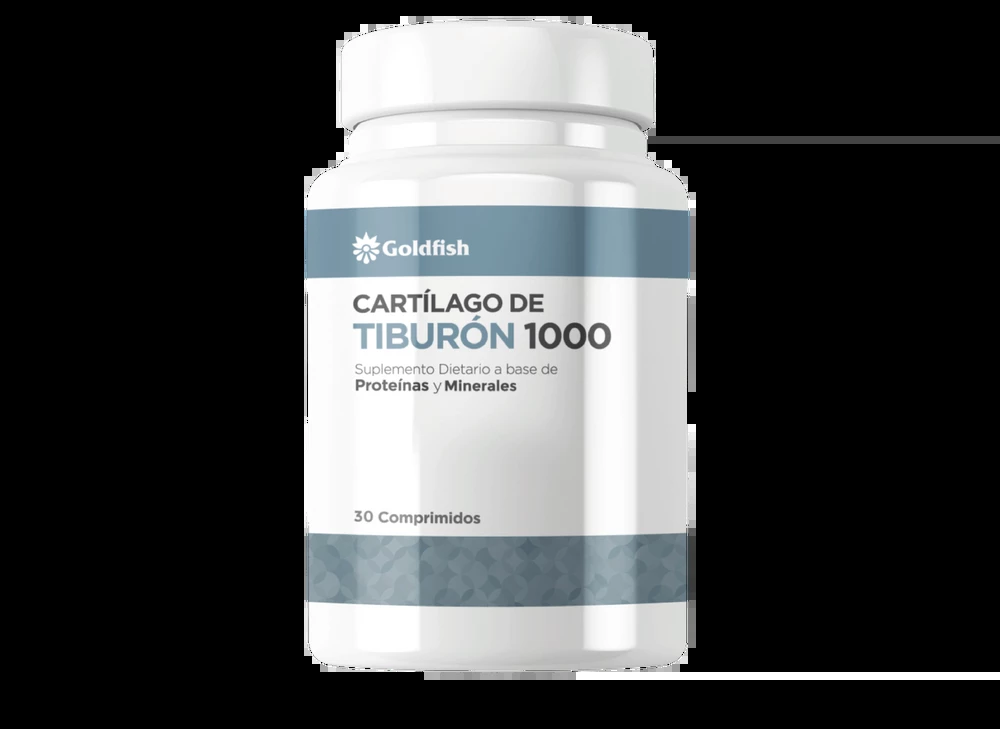 Goldfish
CARTÍLAGO DE
TIBURÓN 1000
Suplemento Dietario a base de
Proteínas y Minerales
30 Comprimidos